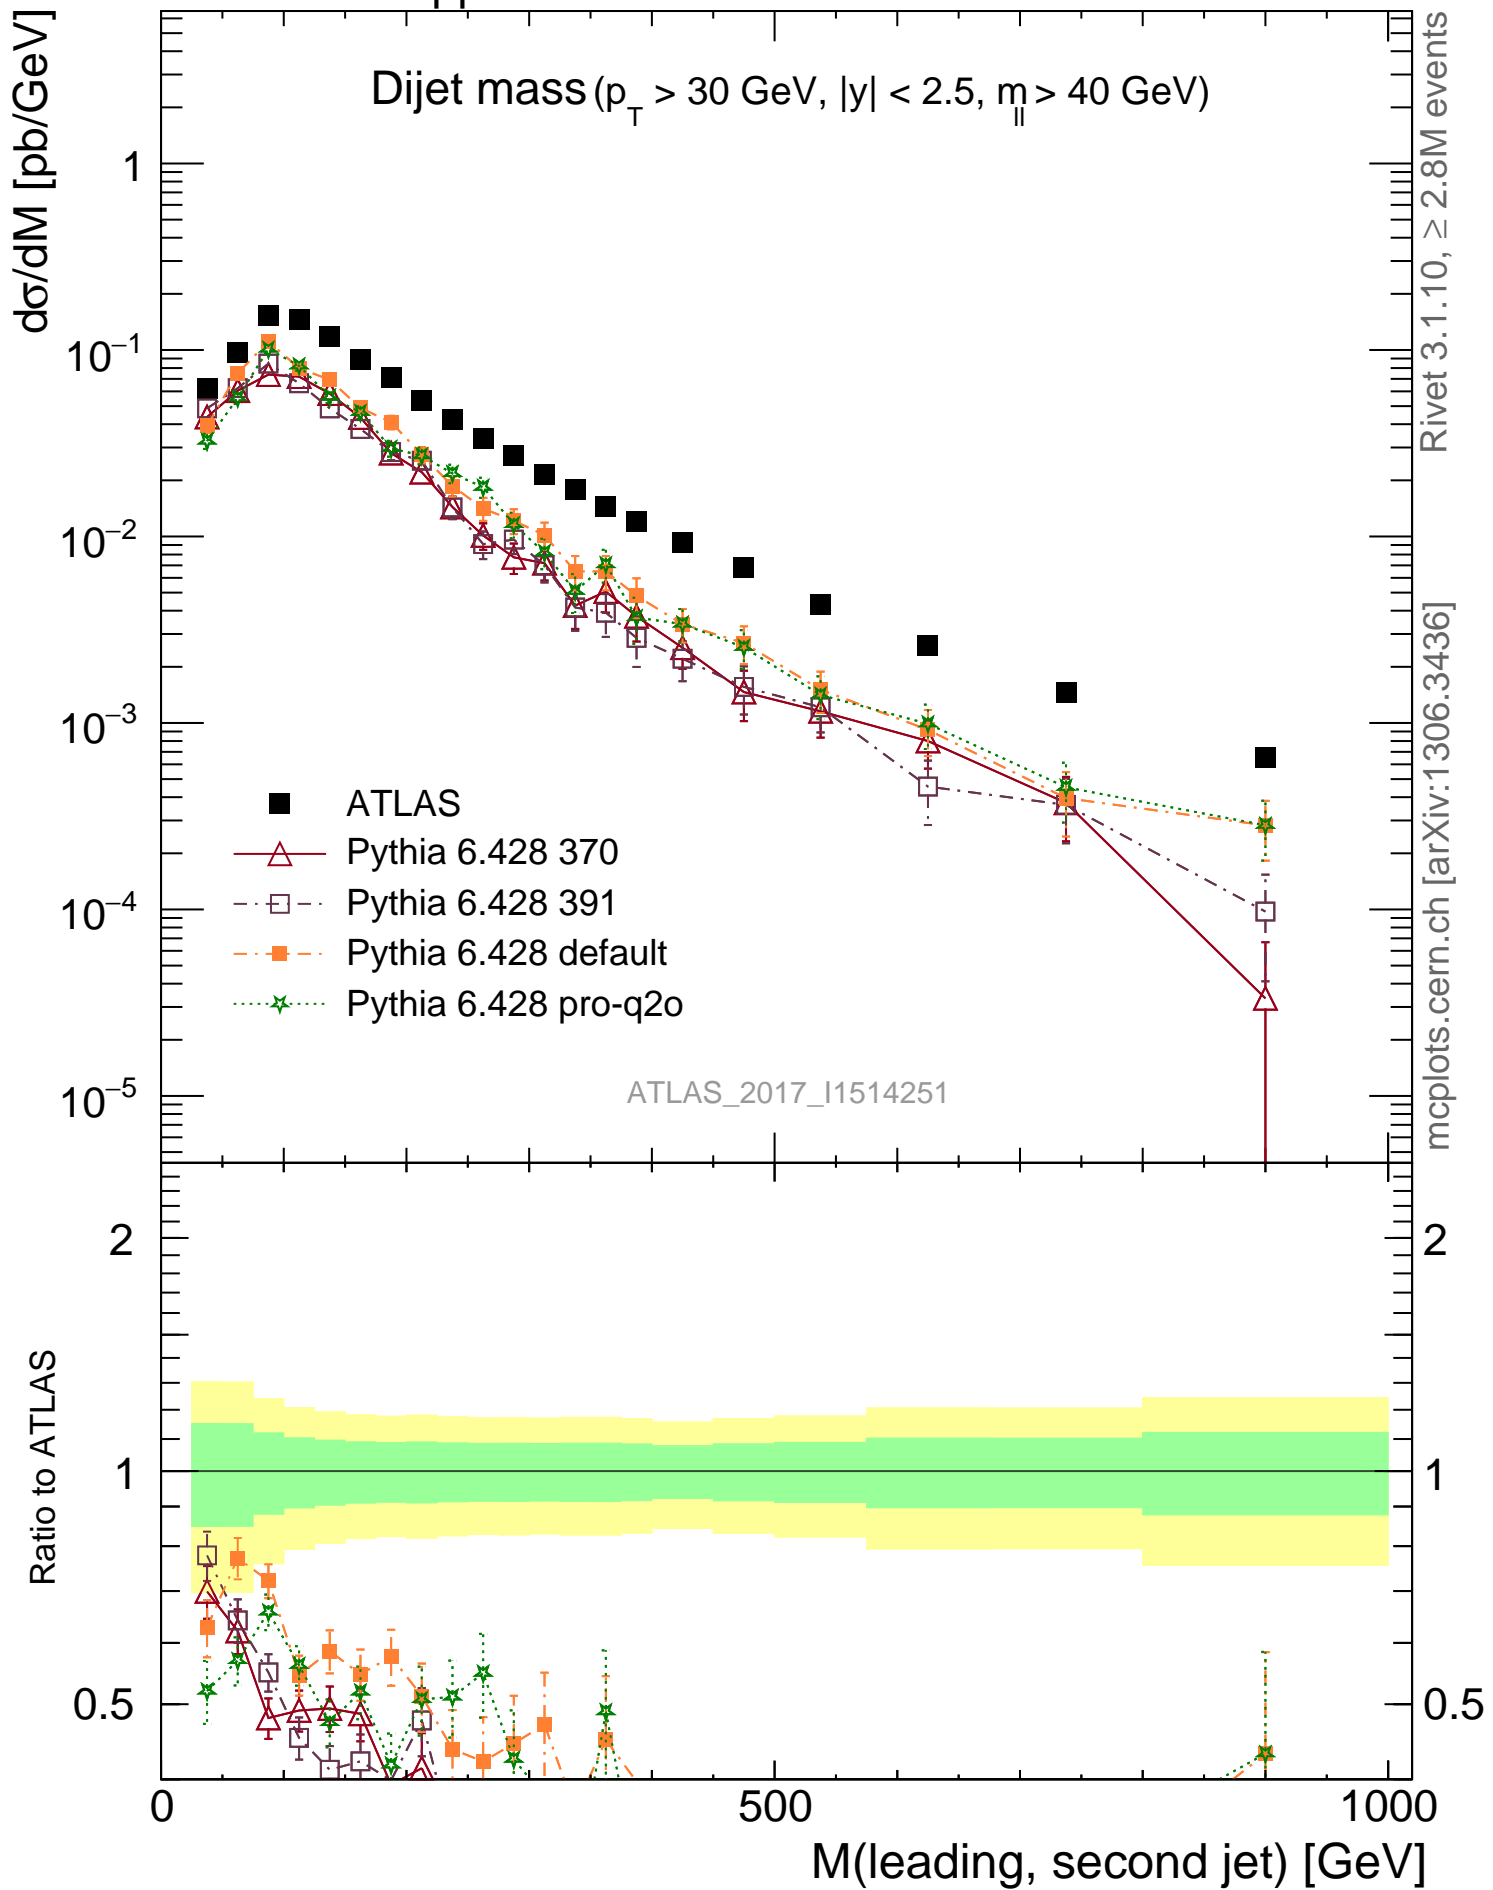 pp
Dijet mass (p_T > 30 GeV, |y| < 2.5, m_ll > 40 GeV)
dσ/dM [pb/GeV]
1
10^−1
10^−2
10^−3
10^−4
10^−5
ATLAS
Pythia 6.428 370
Pythia 6.428 391
Pythia 6.428 default
Pythia 6.428 pro-q2o
ATLAS_2017_I1514251
Rivet 3.1.10, ≥ 2.8M events
mcplots.cern.ch [arXiv:1306.3436]
Ratio to ATLAS
2
1
0.5
2
1
0.5
0
500
1000
M(leading, second jet) [GeV]